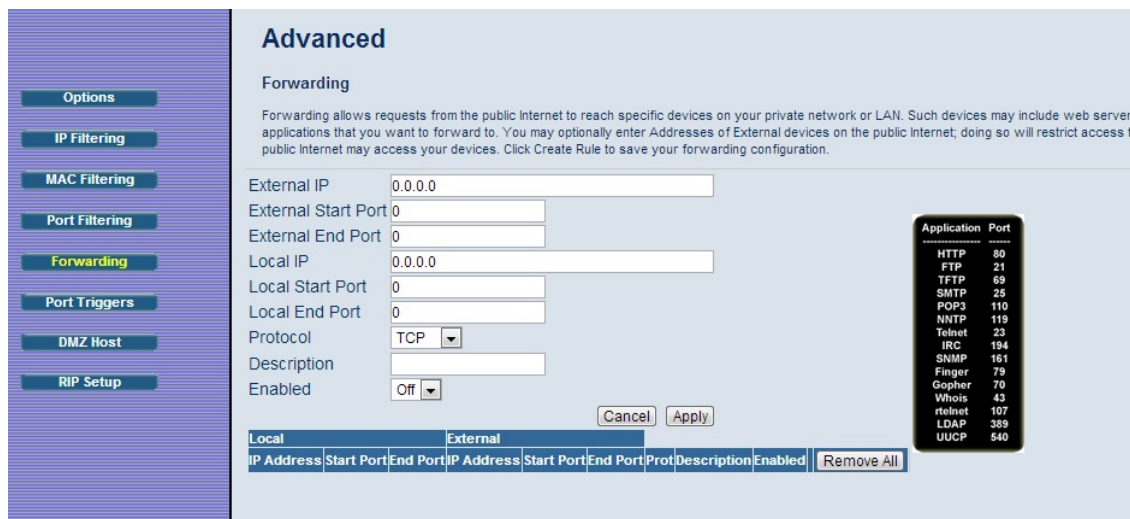 Advanced
Options
IP Filtering
MAC Filtering
Port Filtering
Forwarding
Port Triggers
DMZ Host
RIP Setup
Forwarding
Forwarding allows requests from the public Internet to reach specific devices on your private network or LAN. Such devices may include web server
applications that you want to forward to. You may optionally enter Addresses of External devices on the public Internet; doing so will restrict access
public Internet may access your devices. Click Create Rule to save your forwarding configuration.
External IP 0.0.0.0
External Start Port 0
External End Port 0
Local IP 0.0.0.0
Local Start Port 0
Local End Port 0
Protocol TCP
Description
Enabled Off
Cancel Apply
Application Port
HTTP 80
FTP 21
TFTP 69
SMTP 25
POP3 110
NNTP 119
Telnet 23
IRC 194
SNMP 161
Finger 79
Gopher 70
Whois 43
rtelnet 107
LDAP 389
UUCP 540
Local External
IP Address Start Port End Port IP Address Start Port End Port Prot Description Enabled Remove All